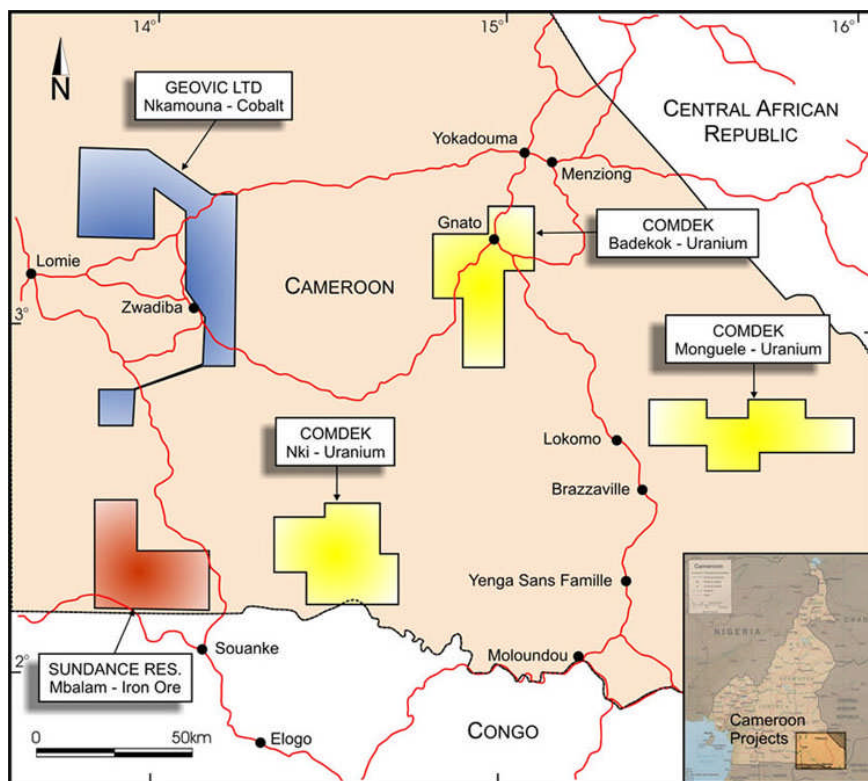 14°
15°
16°
N
GEOVIC LTD
Nkamouna - Cobalt
CENTRAL AFRICAN
REPUBLIC
Yokadouma
Menziong
Gnato
COMDEK
Badekok - Uranium
Lomie
CAMEROON
Zwadiba
3°
COMDEK
Monguele - Uranium
COMDEK
Nki - Uranium
Lokomo
Brazzaville
Yenga Sans Famille
Souanke
Moloundou
2°
SUNDANCE RES.
Mbalam - Iron Ore
CONGO
Elogo
0
50km
Cameroon
NIGERIA
Cameroon
Projects